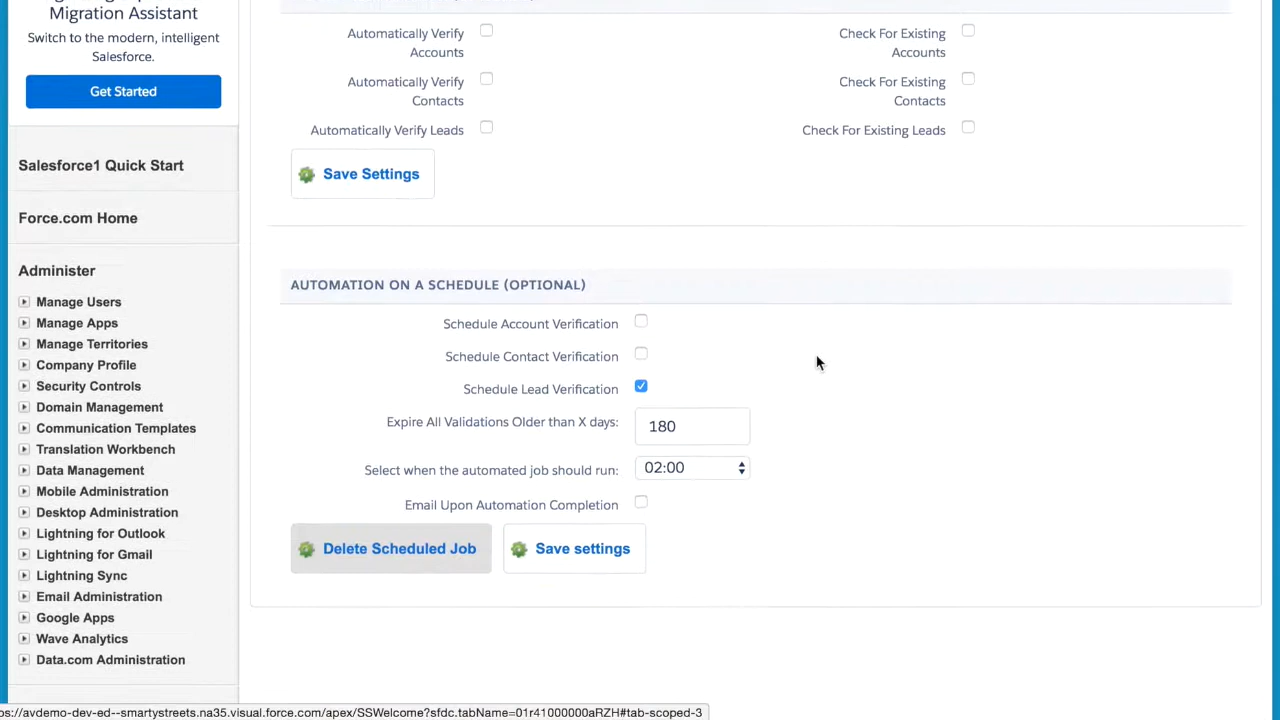 Migration Assistant
Switch to the modern, intelligent
Salesforce.
Get Started
Salesforce1 Quick Start
Force.com Home
Administer
Manage Users
Manage Apps
Manage Territories
Company Profile
Security Controls
Domain Management
Communication Templates
Translation Workbench
Data Management
Mobile Administration
Desktop Administration
Lightning for Outlook
Lightning for Gmail
Lightning Sync
Email Administration
Google Apps
Wave Analytics
Data.com Administration
Automatically Verify
Accounts
Check For Existing
Accounts
Automatically Verify
Contacts
Check For Existing
Contacts
Automatically Verify Leads
Check For Existing Leads
Save Settings
AUTOMATION ON A SCHEDULE (OPTIONAL)
Schedule Account Verification
Schedule Contact Verification
Schedule Lead Verification
Expire All Validations Older than X days:
180
Select when the automated job should run:
02:00
Email Upon Automation Completion
Delete Scheduled Job
Save settings
ps://avdemo-dev-ed--smartystreets.na35.visual.force.com/apex/SSWelcome?sfdc.tabName=01r41000000aRZH#tab-scoped-3